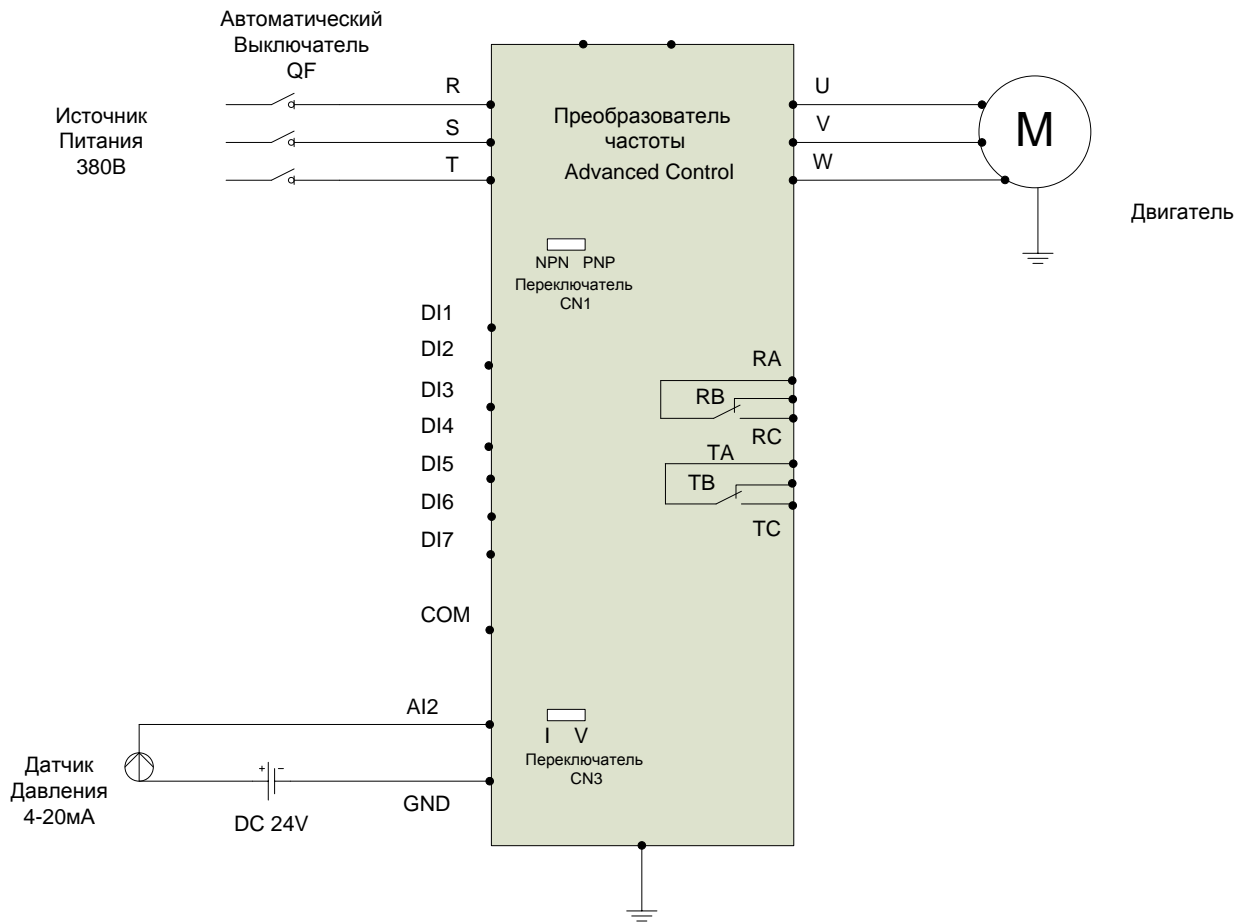 Автоматический
Выключатель
QF
Источник
Питания
380В
R
S
T
Преобразователь
частоты
Advanced Control
U
V
W
M
Двигатель
NPN PNP
Переключатель
CN1
DI1
DI2
DI3
DI4
DI5
DI6
DI7
COM
RA
RB
RC
TA
TB
TC
AI2
GND
I V
Переключатель
CN3
Датчик
Давления
4-20мА
+ −
DC 24V